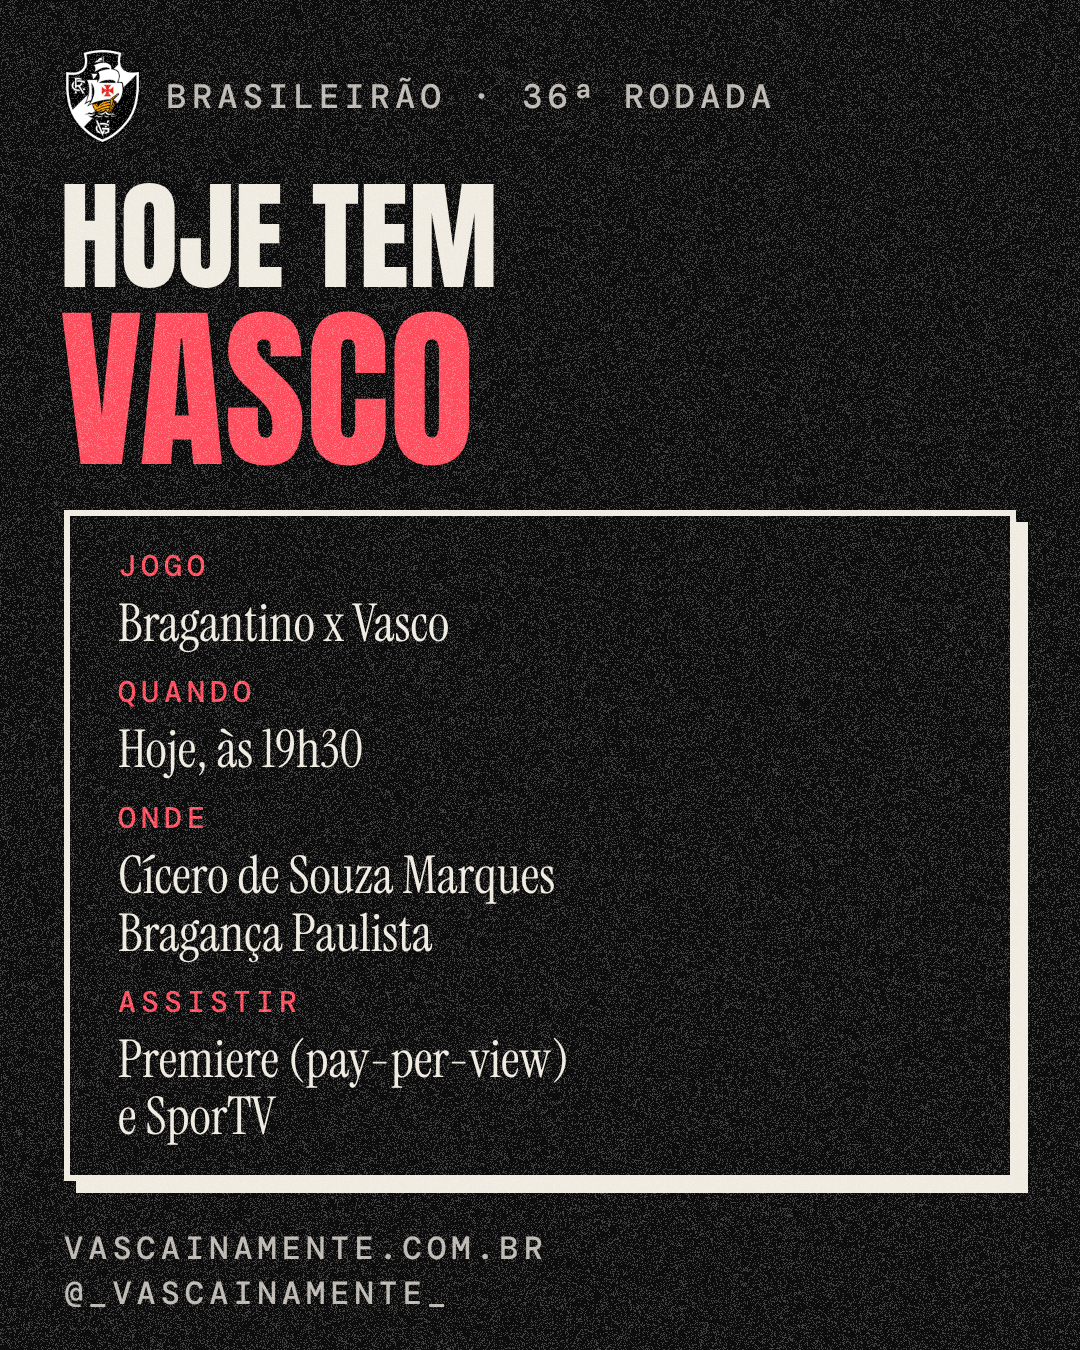 BRASILEIRÃO · 36ª RODADA
HOJE TEM
VASCO
JOGO
Bragantino x Vasco
QUANDO
Hoje, às 19h30
ONDE
Cícero de Souza Marques
Bragança Paulista
ASSISTIR
Premiere (pay-per-view)
e SporTV
VASCAINAMENTE.COM.BR
@_VASCAINAMENTE_